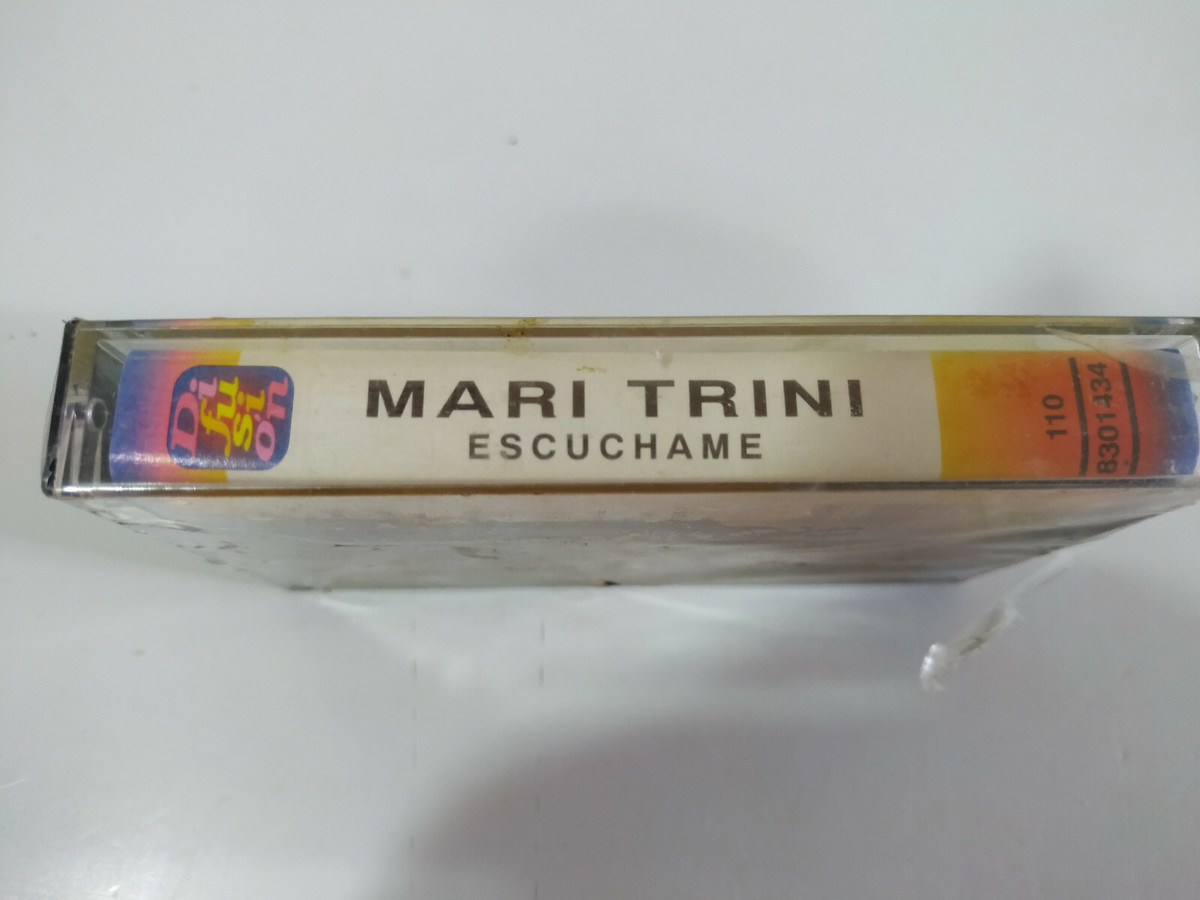 Di
fu
si
ón
MARI TRINI
ESCUCHAME
110
8301434